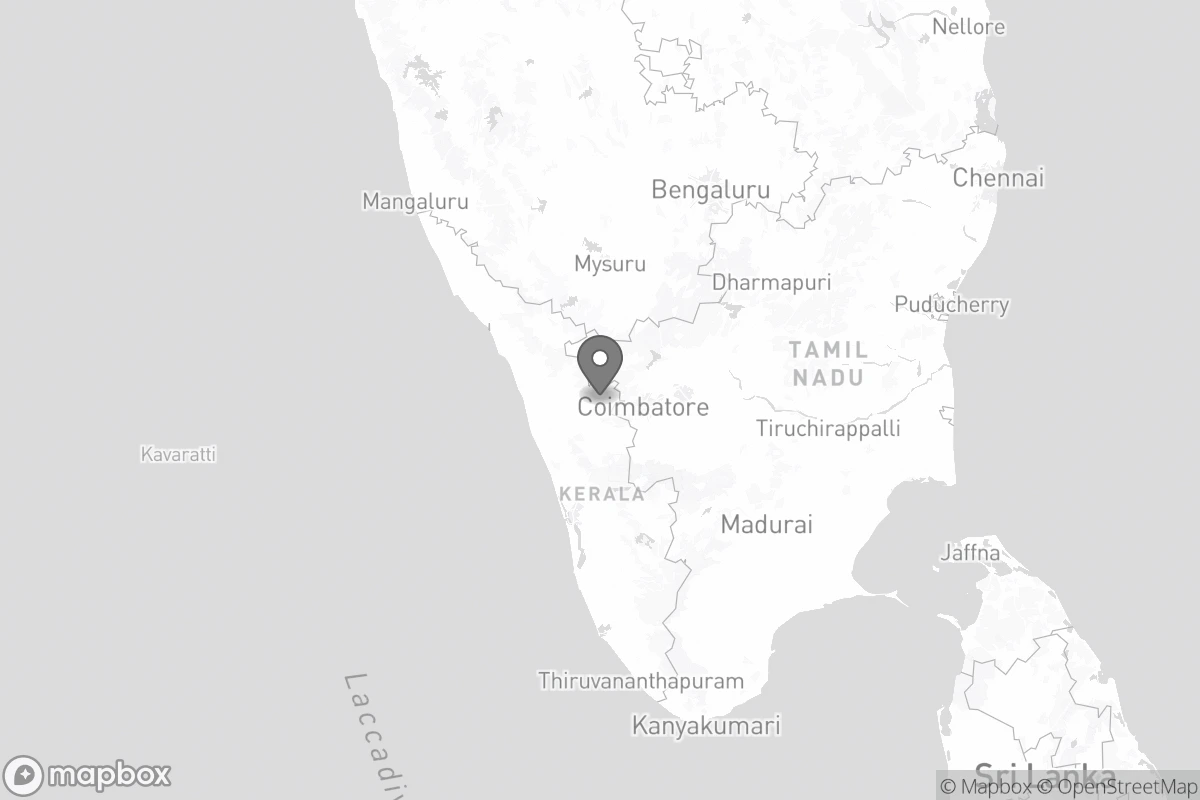 Nellore
Chennai
Bengaluru
Mangaluru
Mysuru
Dharmapuri
Puducherry
TAMIL
NADU
Coimbatore
Tiruchirappalli
Kavaratti
KERALA
Madurai
Jaffna
Thiruvananthapuram
Kanyakumari
Laccadiv
Sri Lanka
mapbox
© Mapbox © OpenStreetMap